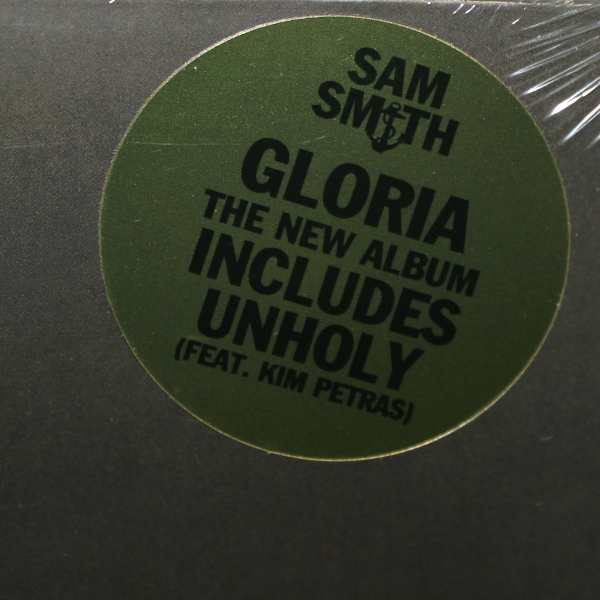 SAM
SMITH
GLORIA
THE NEW ALBUM
INCLUDES
UNHOLY
(FEAT. KIM PETRAS)